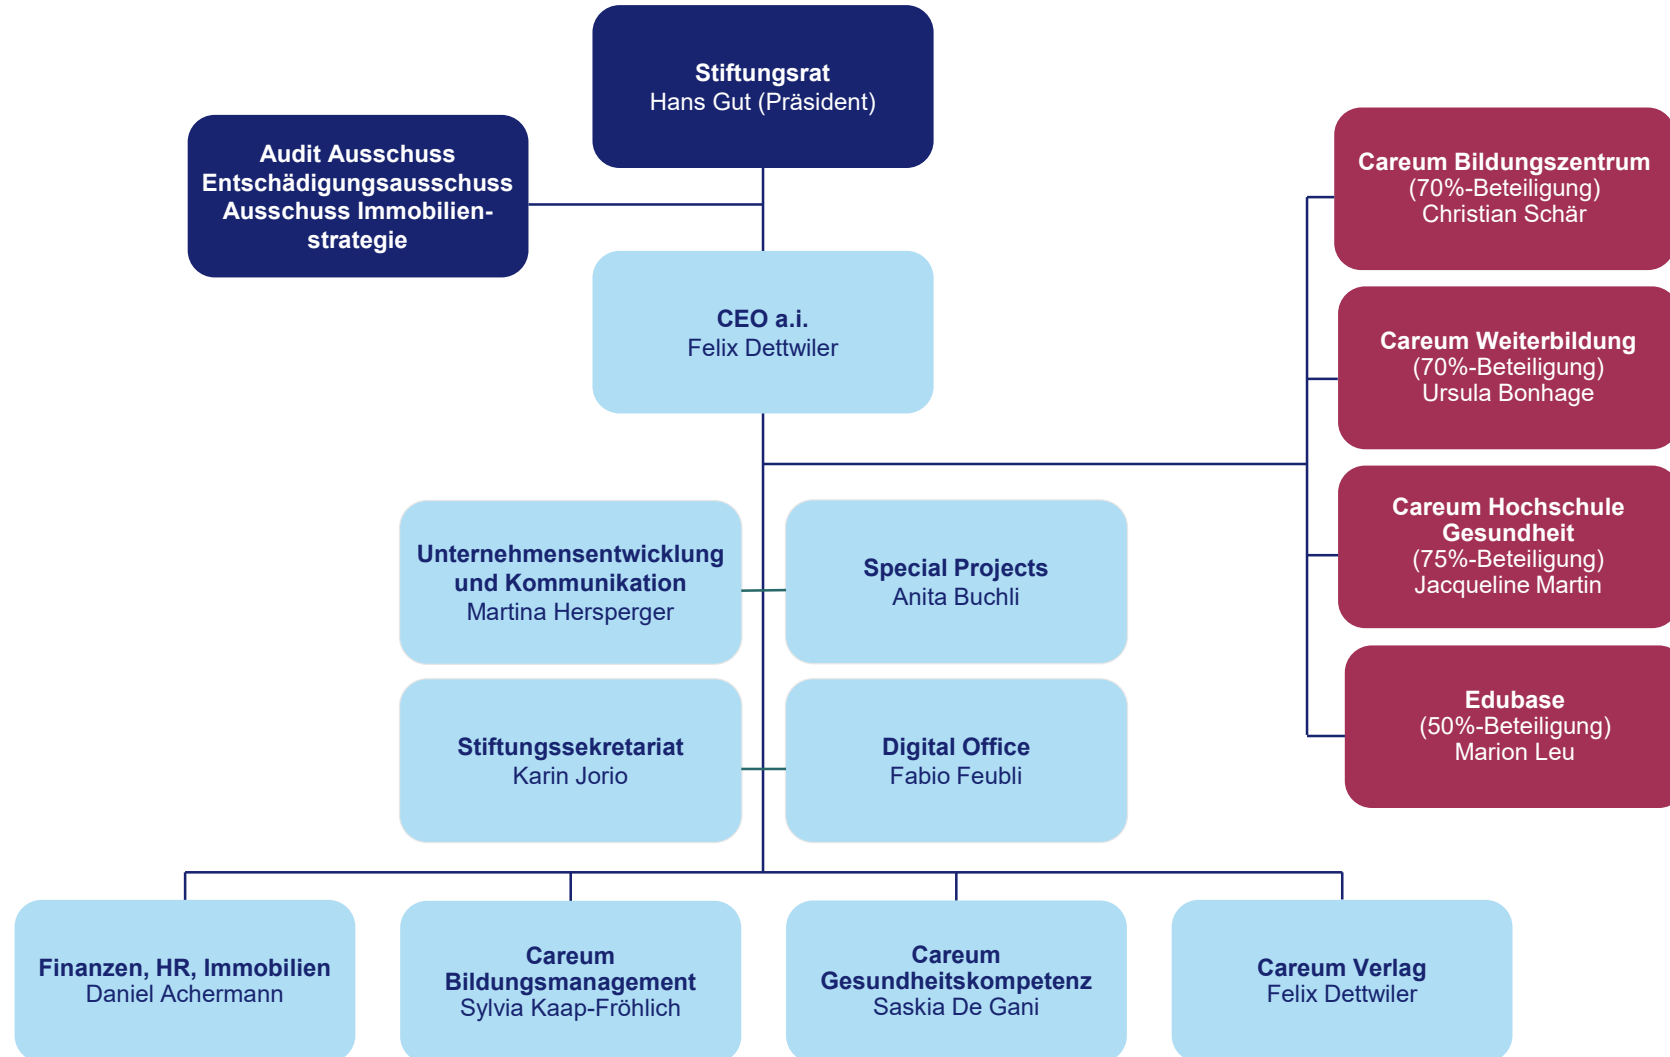 Stiftungsrat
Hans Gut (Präsident)
Audit Ausschuss
Entschädigungsausschuss
Ausschuss Immobilien-
strategie
CEO a.i.
Felix Dettwiler
Careum Bildungszentrum
(70%-Beteiligung)
Christian Schär
Careum Weiterbildung
(70%-Beteiligung)
Ursula Bonhage
Careum Hochschule
Gesundheit
(75%-Beteiligung)
Jacqueline Martin
Edubase
(50%-Beteiligung)
Marion Leu
Unternehmensentwicklung
und Kommunikation
Martina Hersperger
Special Projects
Anita Buchli
Stiftungssekretariat
Karin Jorio
Digital Office
Fabio Feubli
Finanzen, HR, Immobilien
Daniel Achermann
Careum
Bildungsmanagement
Sylvia Kaap-Fröhlich
Careum
Gesundheitskompetenz
Saskia De Gani
Careum Verlag
Felix Dettwiler